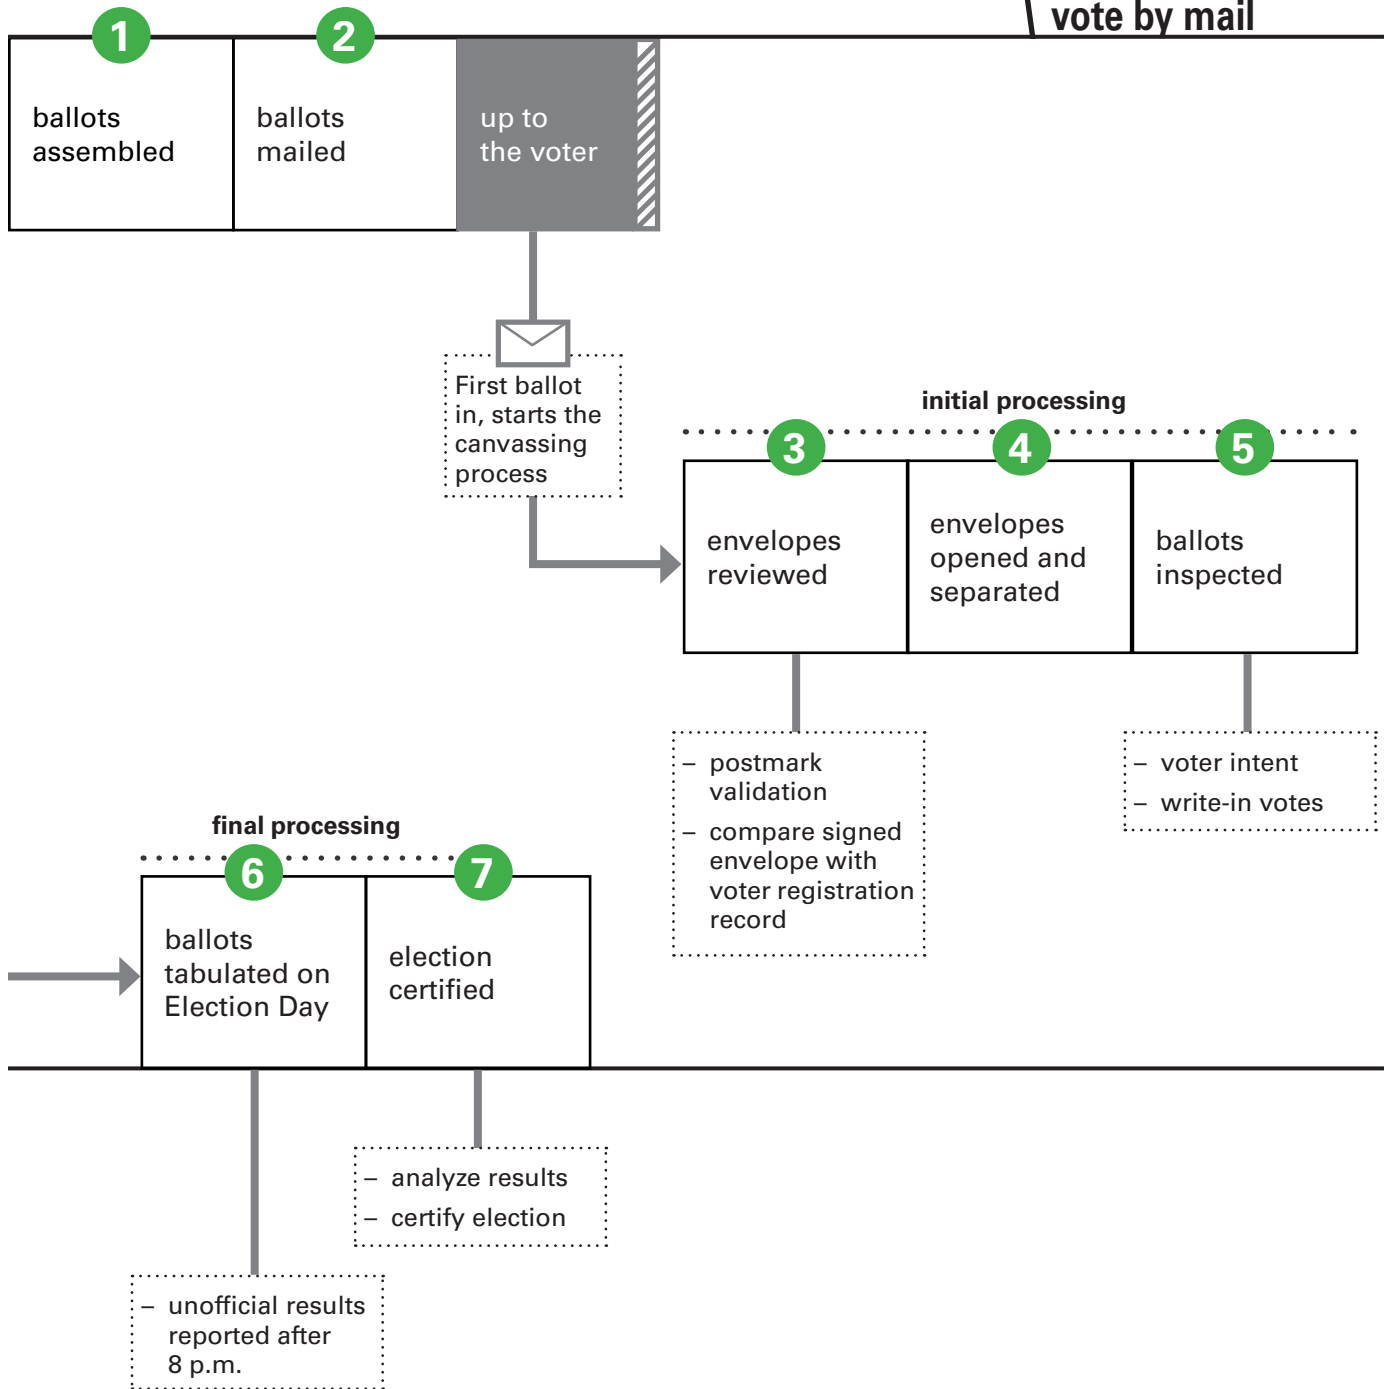 vote by mail
1
ballots
assembled
2
ballots
mailed
up to
the voter
First ballot
in, starts the
canvassing
process
initial processing
3
envelopes
reviewed
4
envelopes
opened and
separated
5
ballots
inspected
– postmark
validation
– compare signed
envelope with
voter registration
record
– voter intent
– write-in votes
final processing
6
ballots
tabulated on
Election Day
7
election
certified
– analyze results
– certify election
– unofficial results
reported after
8 p.m.